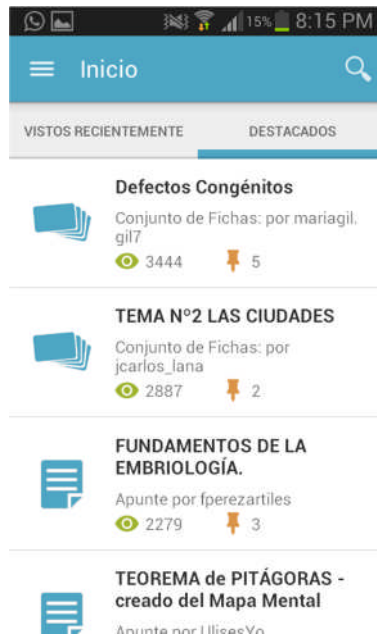 15% 8:15 PM
Inicio
VISTOS RECIENTEMENTE DESTACADOS
Defectos Congénitos
Conjunto de Fichas: por mariagil.
gil7
3444 5
TEMA Nº2 LAS CIUDADES
Conjunto de Fichas: por
jcarlos_lana
2887 2
FUNDAMENTOS DE LA
EMBRIOLOGÍA.
Apunte por fperezartiles
2279 3
TEOREMA de PITÁGORAS -
creado del Mapa Mental
Apunte por UlisesYo